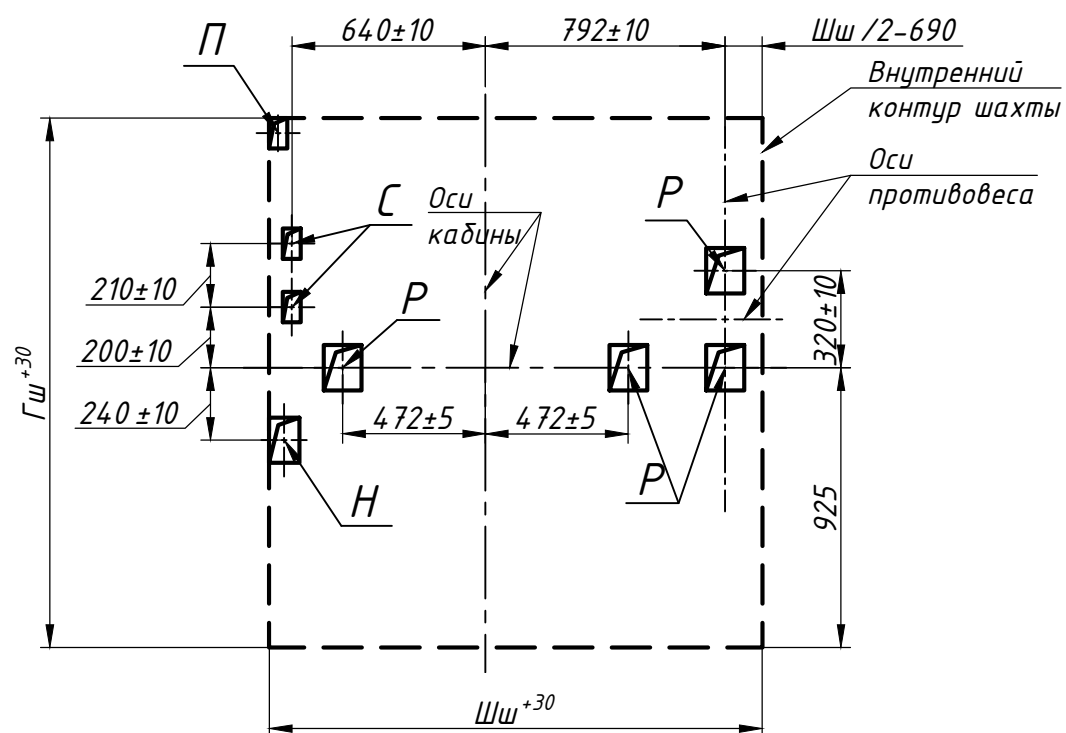 640±10
792±10
Шш /2-690
П
Внутренний
контур шахты
Оси
противовеса
С
Оси
кабины
Р
210±10
Р
320±10
200±10
Гш+30
240 ±10
472±5
472±5
Р
Н
925
Шш+30